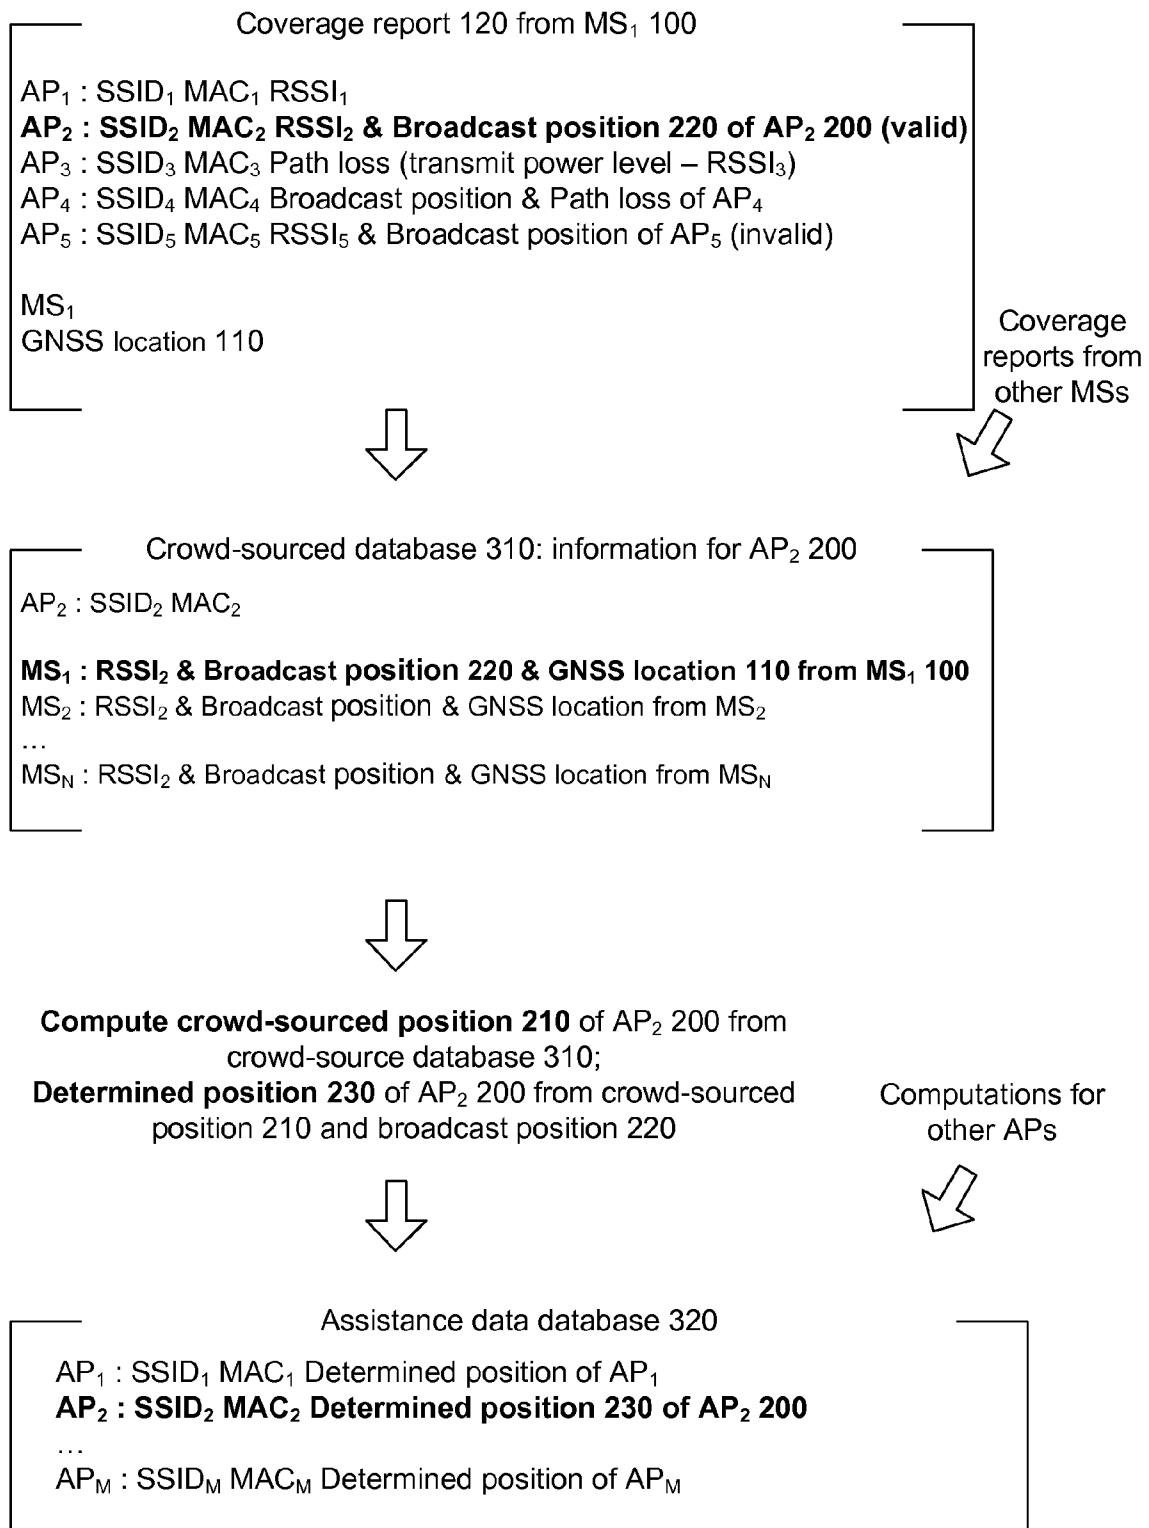 Coverage report 120 from MS₁ 100
AP₁ : SSID₁ MAC₁ RSSI₁
AP₂ : SSID₂ MAC₂ RSSI₂ & Broadcast position 220 of AP₂ 200 (valid)
AP₃ : SSID₃ MAC₃ Path loss (transmit power level – RSSI₃)
AP₄ : SSID₄ MAC₄ Broadcast position & Path loss of AP₄
AP₅ : SSID₅ MAC₅ RSSI₅ & Broadcast position of AP₅ (invalid)
MS₁
GNSS location 110
Coverage
reports from
other MSs
Crowd-sourced database 310: information for AP₂ 200
AP₂ : SSID₂ MAC₂
MS₁ : RSSI₂ & Broadcast position 220 & GNSS location 110 from MS₁ 100
MS₂ : RSSI₂ & Broadcast position & GNSS location from MS₂
...
MS_N : RSSI₂ & Broadcast position & GNSS location from MS_N
Compute crowd-sourced position 210 of AP₂ 200 from
crowd-source database 310;
Determined position 230 of AP₂ 200 from crowd-sourced
position 210 and broadcast position 220
Computations for
other APs
Assistance data database 320
AP₁ : SSID₁ MAC₁ Determined position of AP₁
AP₂ : SSID₂ MAC₂ Determined position 230 of AP₂ 200
...
AP_M : SSID_M MAC_M Determined position of AP_M